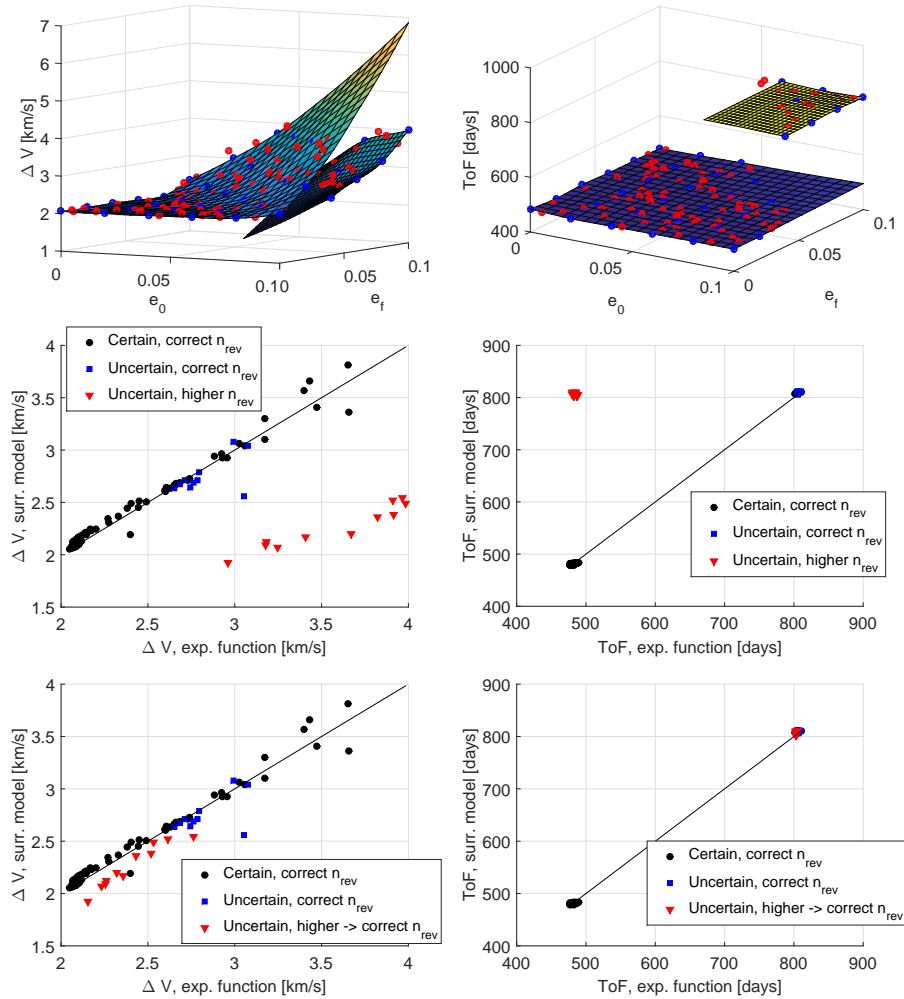 7
6
5
4
3
2
1
Δ V [km/s]
0
0.05
0.10
e0
0
0.05
0.1
ef
1000
800
600
400
ToF [days]
0
0.05
0.1
e0
0
0.05
0.1
ef
Certain, correct nrev
Uncertain, correct nrev
Uncertain, higher nrev
4
3.5
3
2.5
2
1.5
Δ V, surr. model [km/s]
2
2.5
3
3.5
4
Δ V, exp. function [km/s]
900
800
700
600
500
400
ToF, surr. model [days]
Certain, correct nrev
Uncertain, correct nrev
Uncertain, higher nrev
400
500
600
700
800
900
ToF, exp. function [days]
4
3.5
3
2.5
2
1.5
Δ V, surr. model [km/s]
Certain, correct nrev
Uncertain, correct nrev
Uncertain, higher -> correct nrev
2
2.5
3
3.5
4
Δ V, exp. function [km/s]
900
800
700
600
500
400
ToF, surr. model [days]
Certain, correct nrev
Uncertain, correct nrev
Uncertain, higher -> correct nrev
400
500
600
700
800
900
ToF, exp. function [days]